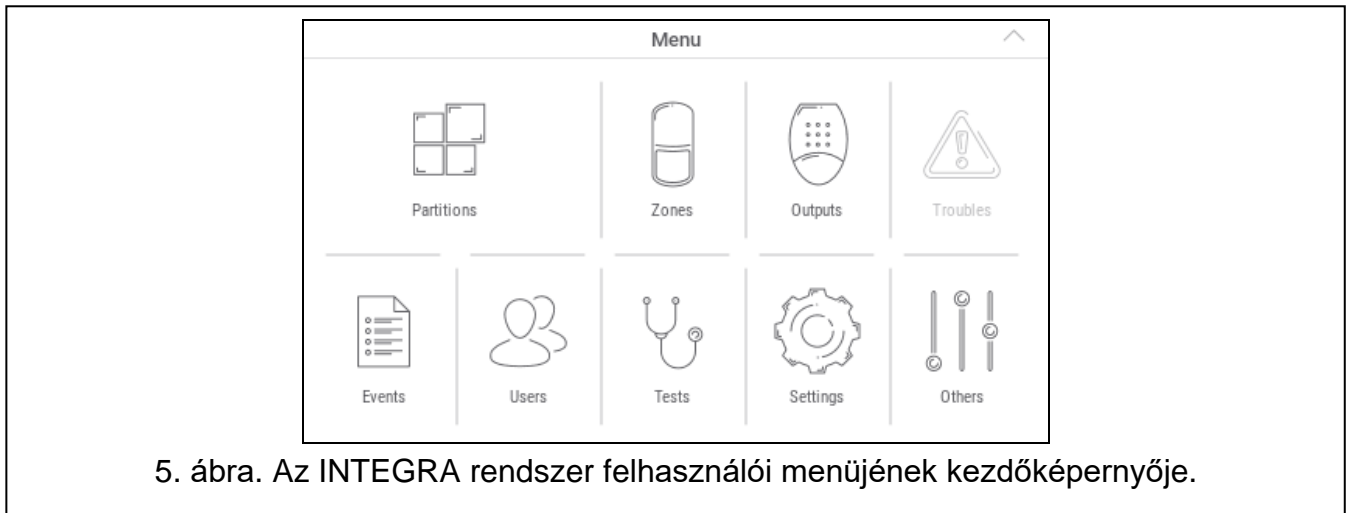 Menu
Partitions
Zones
Outputs
Troubles
Events
Users
Tests
Settings
Others
5. ábra. Az INTEGRA rendszer felhasználói menüjének kezdőképernyője.